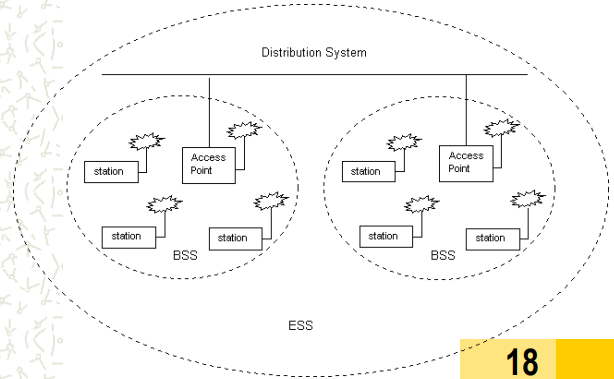 Distribution System
Access
Point
station
station
station
BSS
Access
Point
station
station
station
BSS
ESS
18